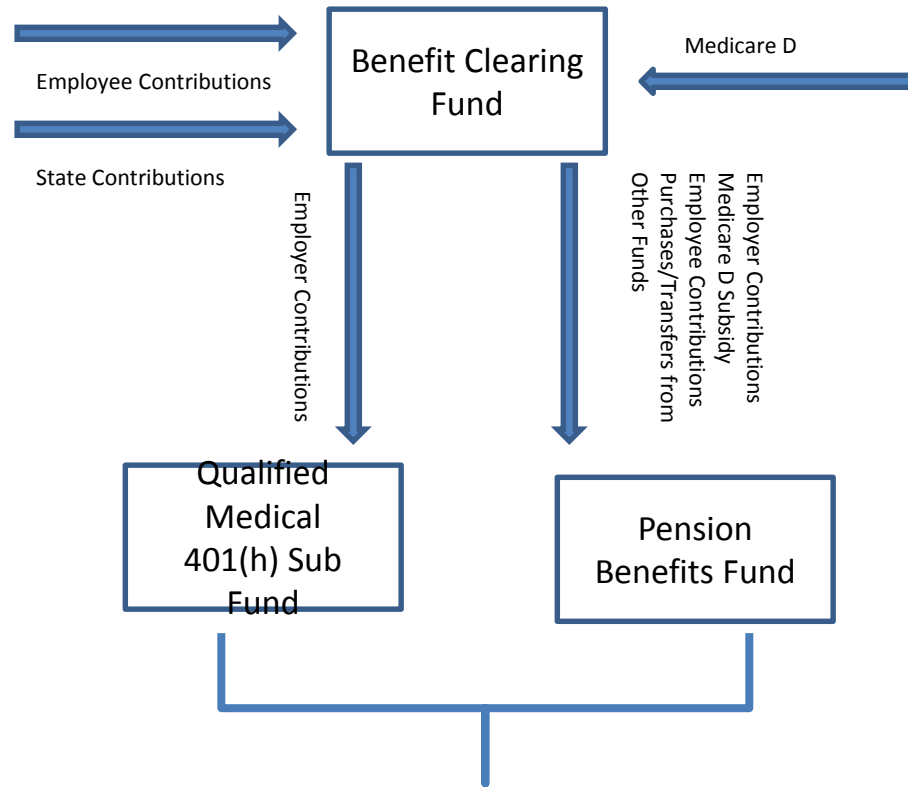 Benefit Clearing
Fund
Medicare D
Employee Contributions
State Contributions
Employer Contributions
Employer Contributions
Medicare D Subsidy
Employee Contributions
Purchases/Transfers from
Other Funds
Qualified
Medical
401(h) Sub
Fund
Pension
Benefits Fund